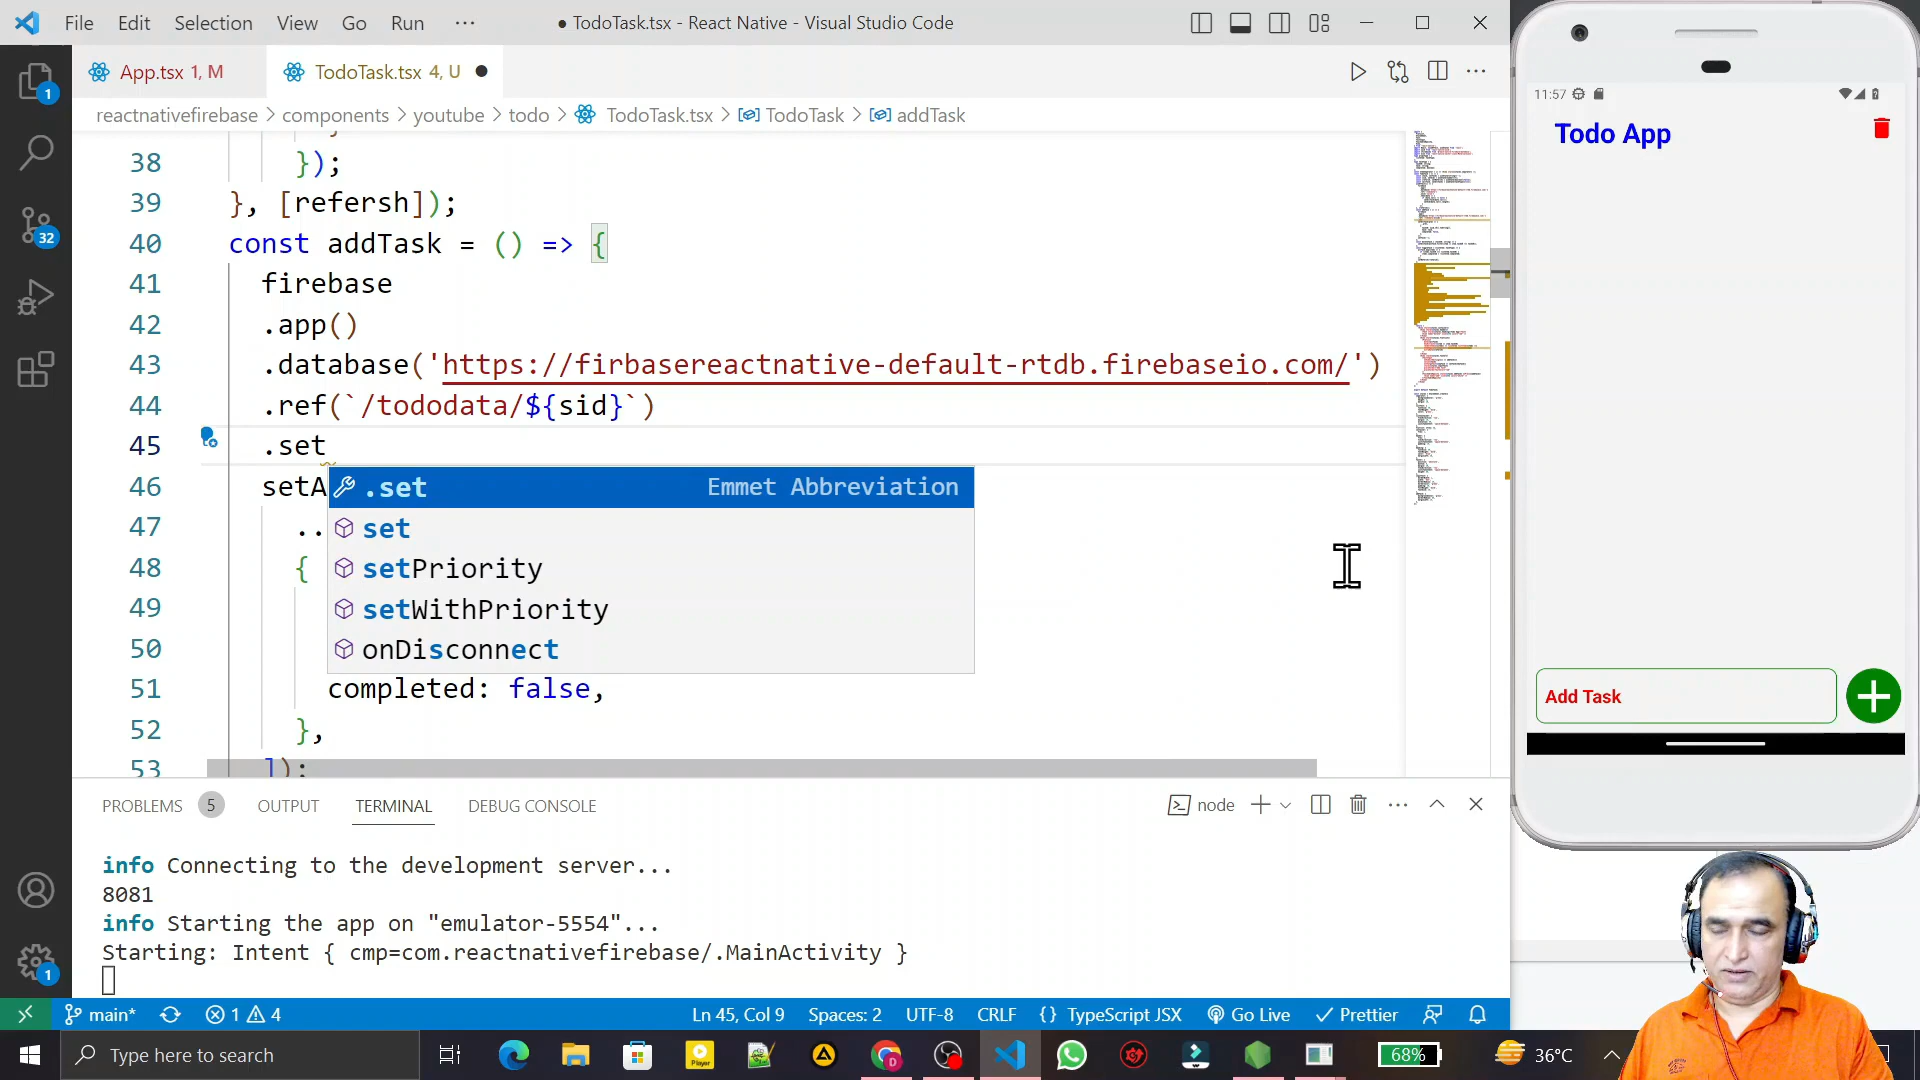 File Edit Selection View Go Run ··· ● TodoTask.tsx - React Native - Visual Studio Code
App.tsx 1, M TodoTask.tsx 4, U ●
reactnativefirebase > components > youtube > todo > TodoTask.tsx > TodoTask > addTask
38 });
39 }, [refersh]);
40 const addTask = () => {
41 firebase
42 .app()
43 .database('https://firbasereactnative-default-rtdb.firebaseio.com/')
44 .ref(`/tododata/${sid}`)
45 .set
46 setA
.set Emmet Abbreviation
47 ..
set
48 {
setPriority
49
setWithPriority
50
onDisconnect
51 completed: false,
52 },
53 ]);
PROBLEMS 5 OUTPUT TERMINAL DEBUG CONSOLE
node
info Connecting to the development server...
8081
info Starting the app on "emulator-5554"...
Starting: Intent { cmp=com.reactnativefirebase/.MainActivity }
main* 1 4 Ln 45, Col 9 Spaces: 2 UTF-8 CRLF {} TypeScript JSX Go Live Prettier
Type here to search
68% 36°C
1
32
1
11:57
Todo App
Add Task